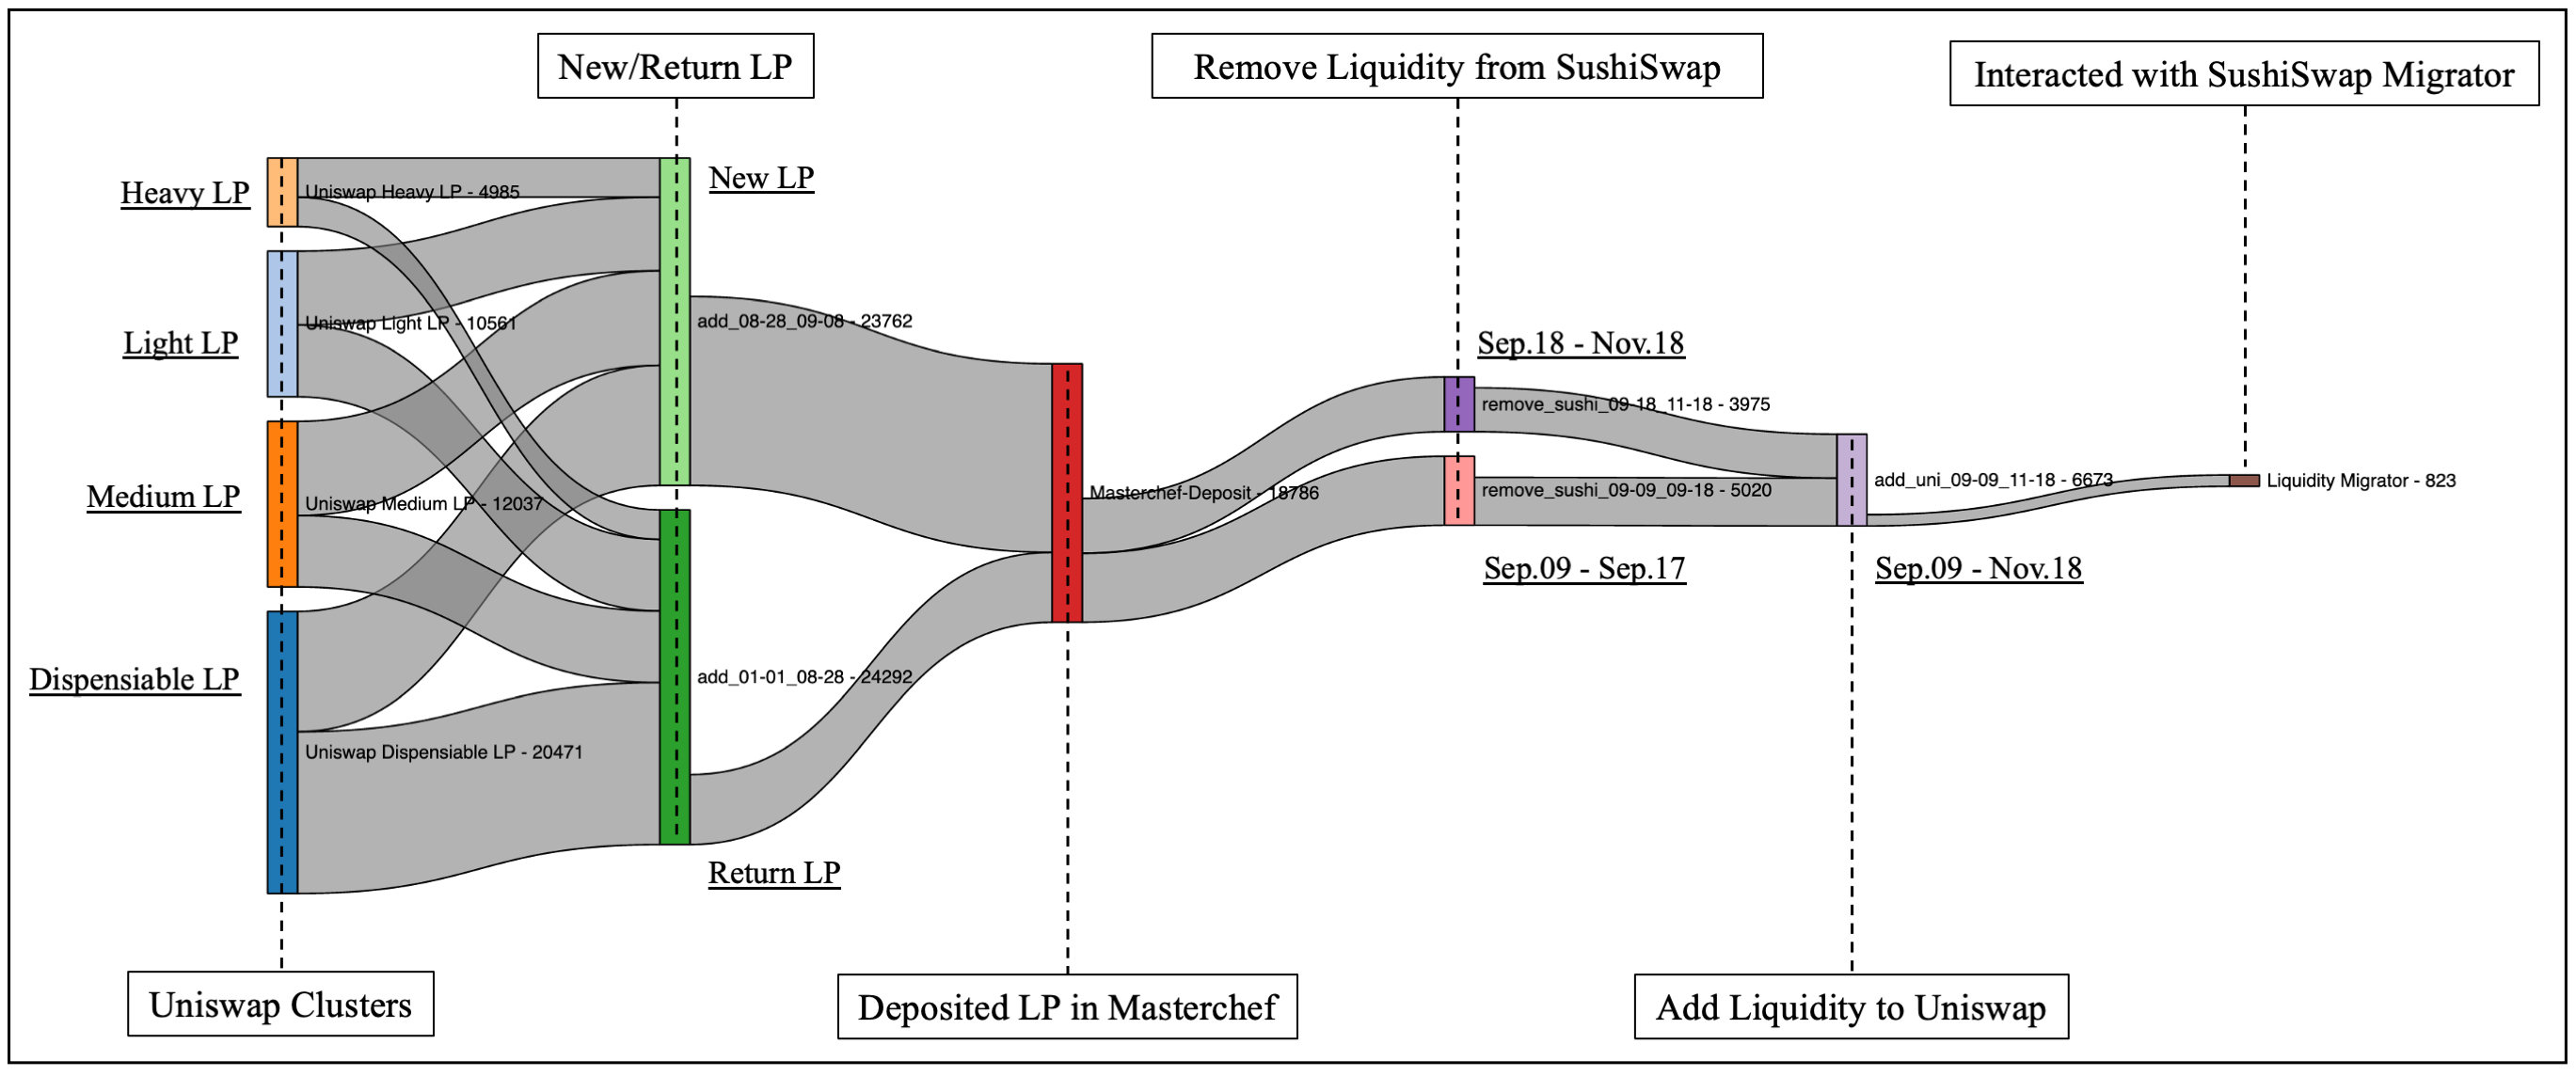 New/Return LP
Remove Liquidity from SushiSwap
Interacted with SushiSwap Migrator
Heavy LP
Uniswap Heavy LP - 4985
New LP
Light LP
Uniswap Light LP - 10561
add_08-28_09-08 - 23762
Sep.18 - Nov.18
remove_sushi_09-18_11-18 - 3975
Medium LP
Uniswap Medium LP - 12037
Masterchef-Deposit - 18786
remove_sushi_09-09_09-18 - 5020
add_uni_09-09_11-18 - 6673
Liquidity Migrator - 823
Sep.09 - Sep.17
Sep.09 - Nov.18
Dispensiable LP
add_01-01_08-28 - 24292
Uniswap Dispensiable LP - 20471
Return LP
Uniswap Clusters
Deposited LP in Masterchef
Add Liquidity to Uniswap